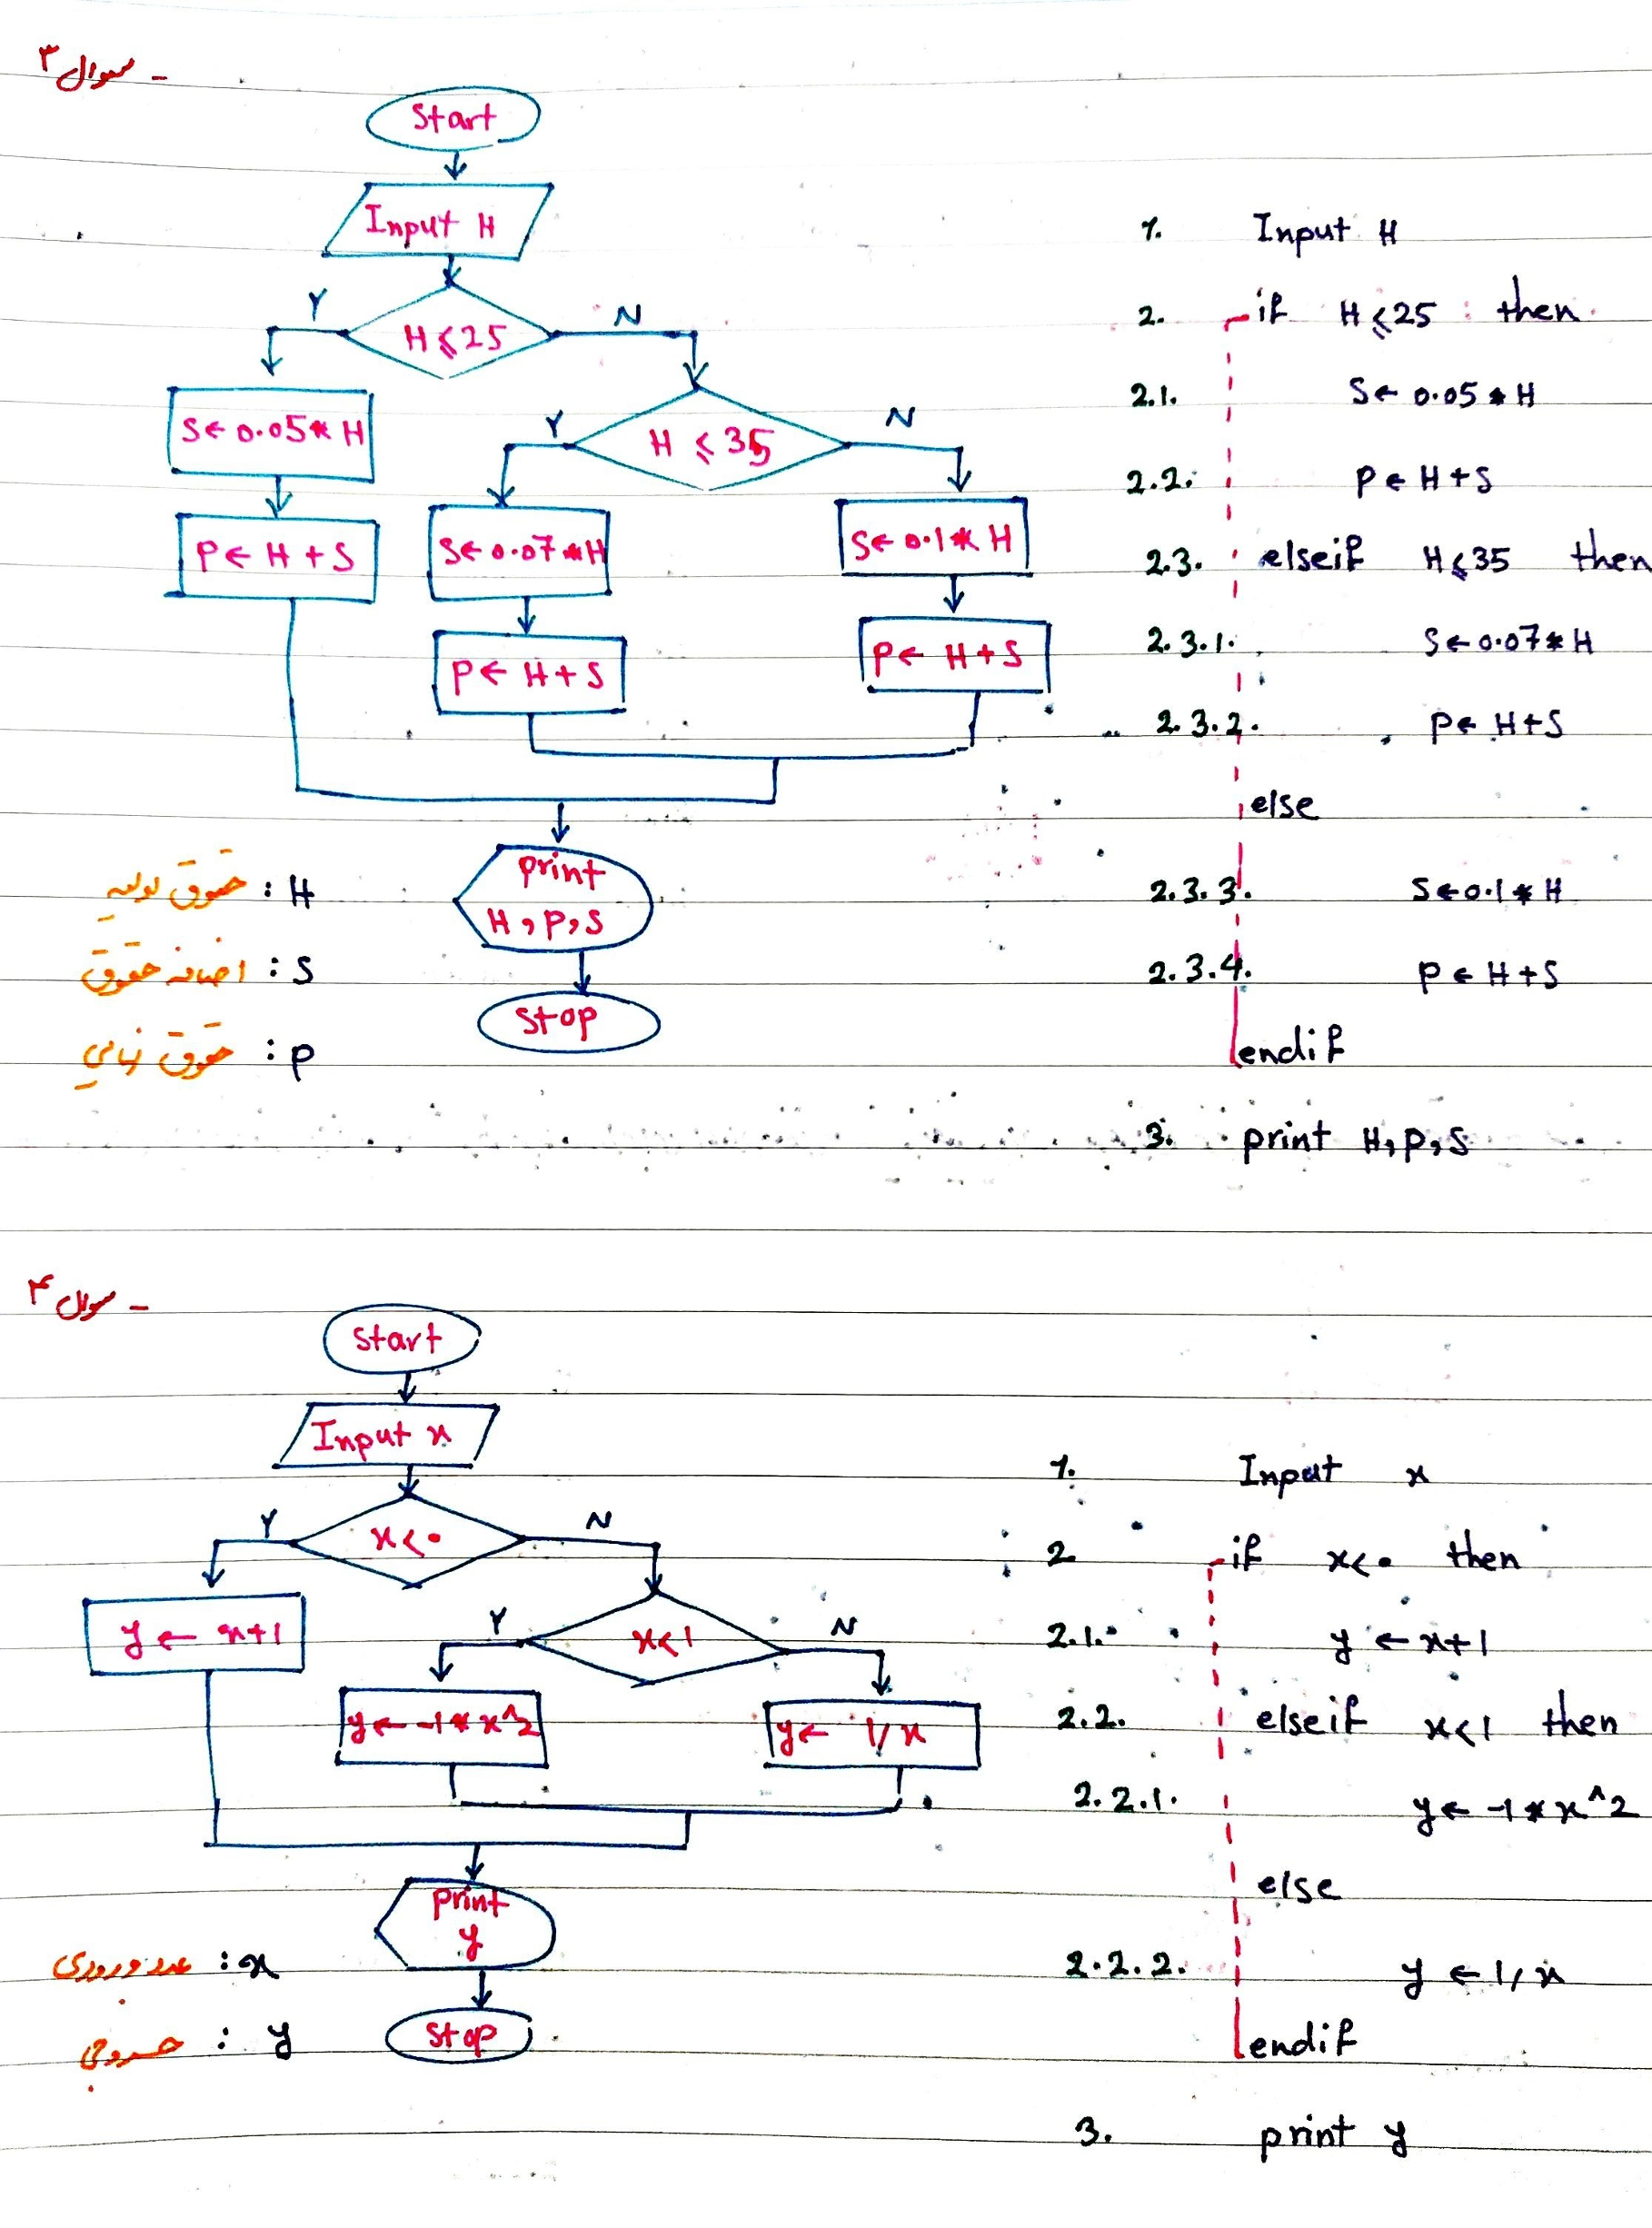 سوال ۳ -
Start
Input H
H ⩽ 25
Y
N
S ← 0.05 * H
P ← H + S
H ⩽ 35
Y
N
S ← 0.07 * H
P ← H + S
S ← 0.1 * H
P ← H + S
print
H , P , S
Stop
H : حقوق اولیه
S : اضافه حقوق
P : حقوق نهایی
1. Input H
2. if H ⩽ 25 then
2.1. S ← 0.05 * H
2.2. P ← H + S
2.3. elseif H ⩽ 35 then
2.3.1. S ← 0.07 * H
2.3.2. P ← H + S
else
2.3.3. S ← 0.1 * H
2.3.4. P ← H + S
endif
3. print H, P, S
سوال ۴ -
Start
Input x
x < 0
Y
N
y ← x+1
x < 1
Y
N
y ← -1 * x^2
y ← 1/x
print
y
Stop
x : عدد ورودی
y : خروجی
1. Input x
2 if x < 0 then
2.1. y ← x+1
2.2. elseif x < 1 then
2.2.1. y ← -1 * x^2
else
2.2.2. y ← 1/x
endif
3. print y